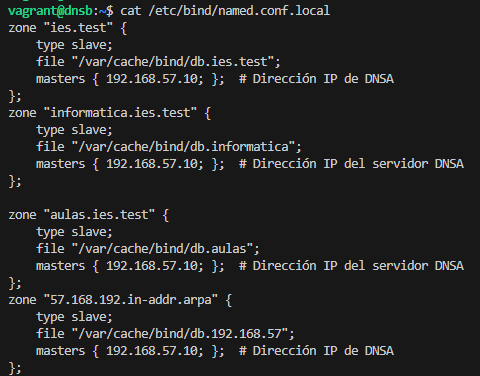 vagrant@dnsb:~$ cat /etc/bind/named.conf.local
zone "ies.test" {
    type slave;
    file "/var/cache/bind/db.ies.test";
    masters { 192.168.57.10; };  # Dirección IP de DNSA
};
zone "informatica.ies.test" {
    type slave;
    file "/var/cache/bind/db.informatica";
    masters { 192.168.57.10; };  # Dirección IP del servidor DNSA
};

zone "aulas.ies.test" {
    type slave;
    file "/var/cache/bind/db.aulas";
    masters { 192.168.57.10; };  # Dirección IP del servidor DNSA
};
zone "57.168.192.in-addr.arpa" {
    type slave;
    file "/var/cache/bind/db.192.168.57";
    masters { 192.168.57.10; };  # Dirección IP de DNSA
};